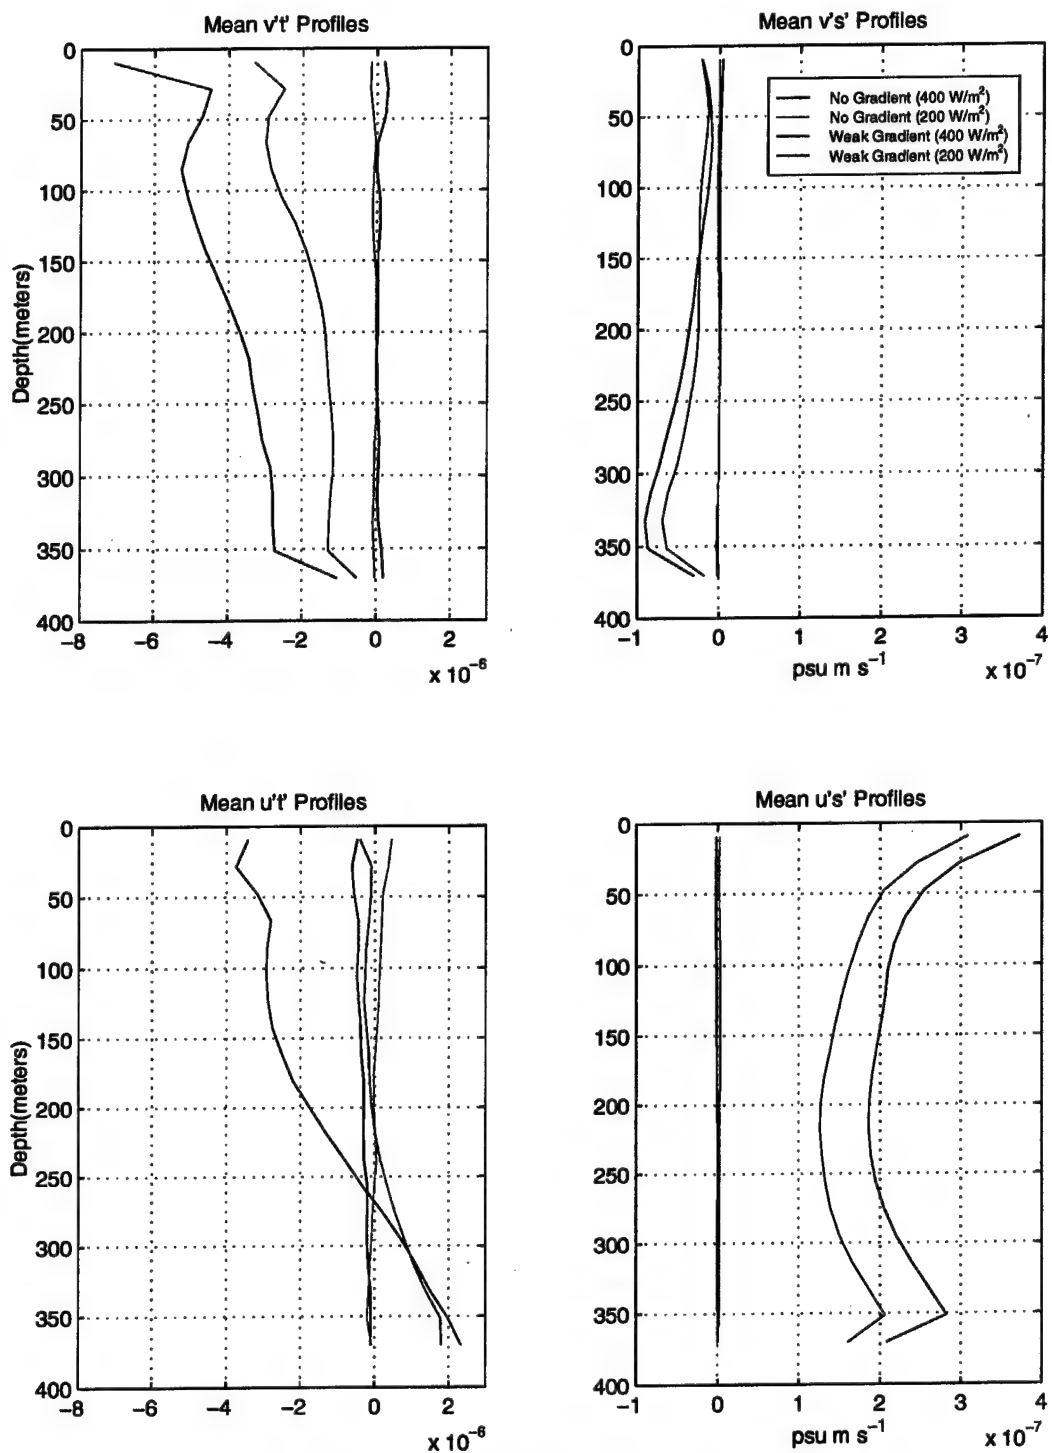 Mean v't' Profiles
0
50
100
150
200
250
300
350
400
Depth(meters)
-8 -6 -4 -2 0 2
x 10-6
Mean v's' Profiles
0
50
100
150
200
250
300
350
400
No Gradient (400 W/m2)
No Gradient (200 W/m2)
Weak Gradient (400 W/m2)
Weak Gradient (200 W/m2)
-1 0 1 2 3 4
psu m s-1
x 10-7
Mean u't' Profiles
0
50
100
150
200
250
300
350
400
Depth(meters)
-8 -6 -4 -2 0 2
x 10-6
Mean u's' Profiles
0
50
100
150
200
250
300
350
400
-1 0 1 2 3 4
psu m s-1
x 10-7